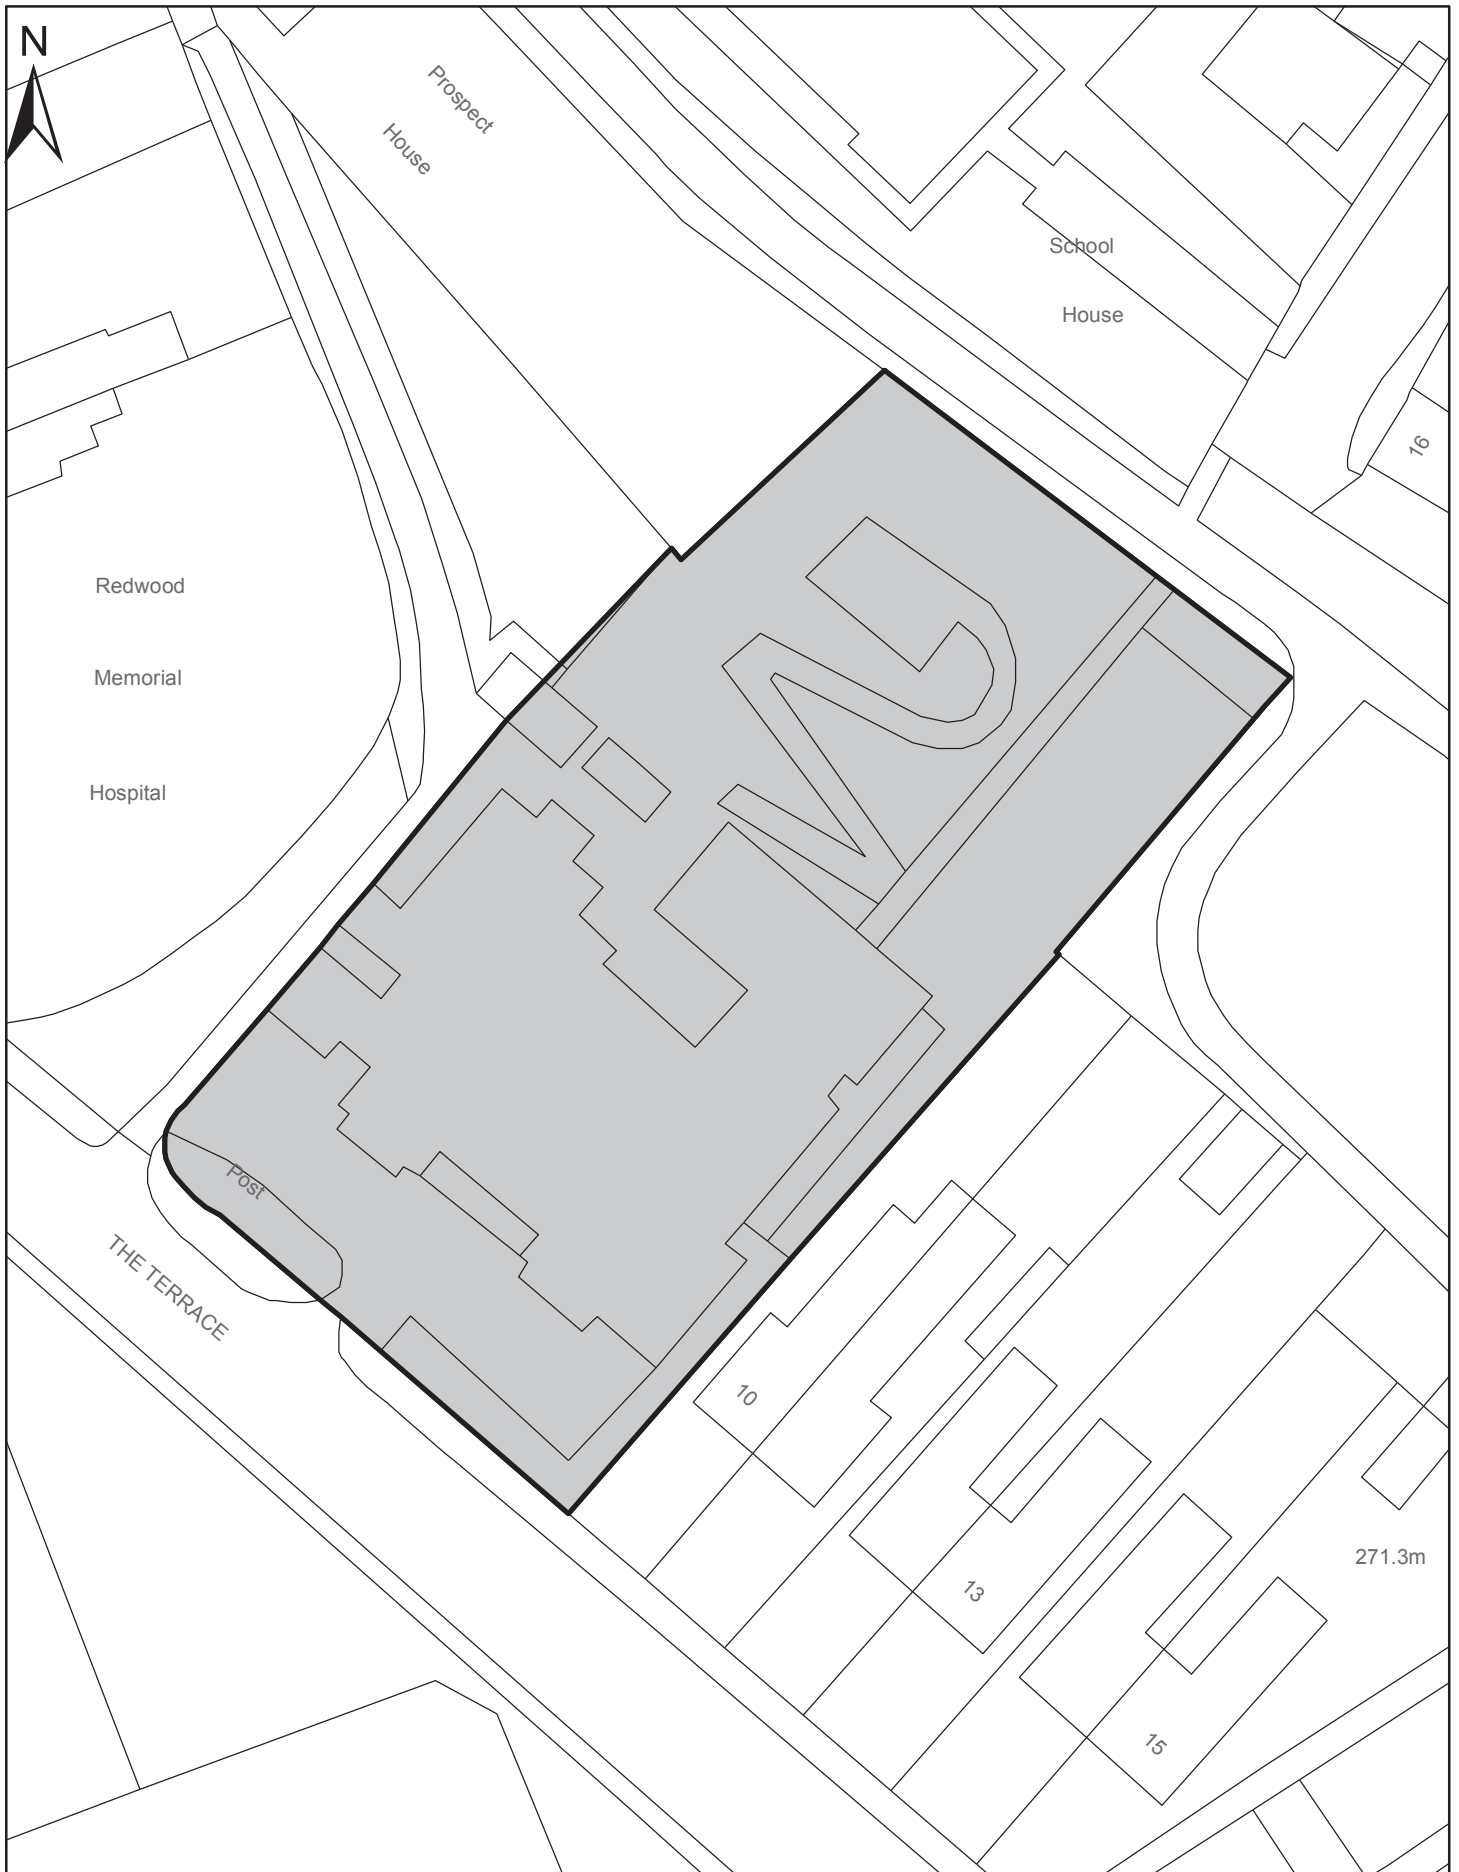 N
Prospect
House
School
House
16
Redwood
Memorial
Hospital
Post
THE TERRACE
10
13
271.3m
15